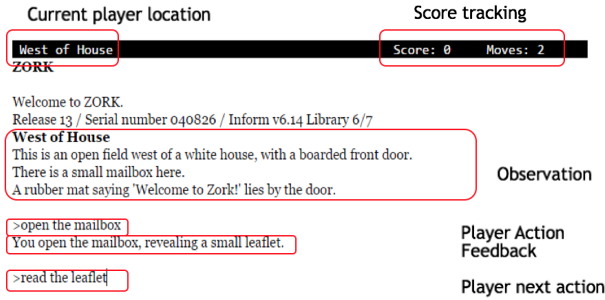 Current player location
Score tracking
West of House Score: 0 Moves: 2
ZORK
Welcome to ZORK.
Release 13 / Serial number 040826 / Inform v6.14 Library 6/7
West of House
This is an open field west of a white house, with a boarded front door.
There is a small mailbox here.
A rubber mat saying 'Welcome to Zork!' lies by the door.
Observation
>open the mailbox
Player Action
You open the mailbox, revealing a small leaflet.
Feedback
>read the leaflet
Player next action